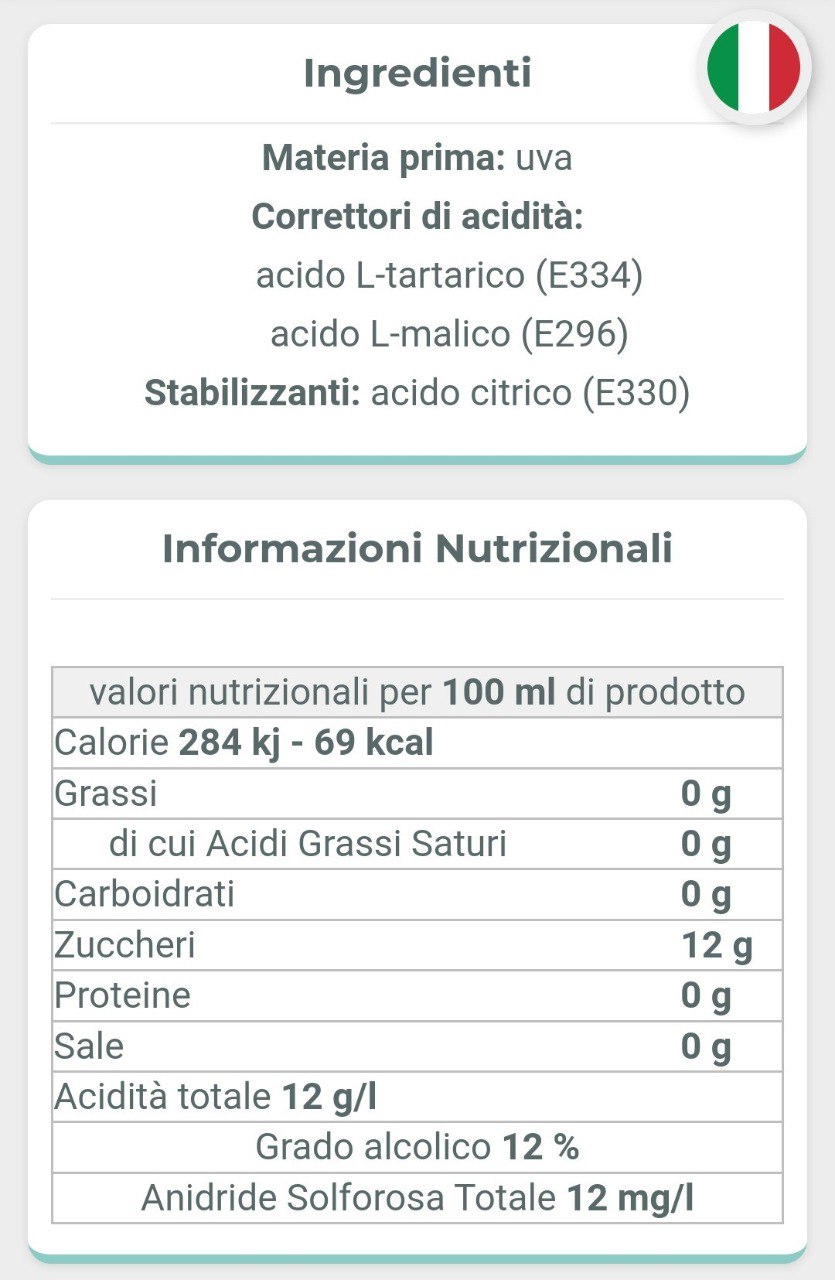 Ingredienti
Materia prima: uva
Correttori di acidità:
acido L-tartarico (E334)
acido L-malico (E296)
Stabilizzanti: acido citrico (E330)
Informazioni Nutrizionali
valori nutrizionali per 100 ml di prodotto
Calorie 284 kj - 69 kcal
Grassi 0 g
di cui Acidi Grassi Saturi 0 g
Carboidrati 0 g
Zuccheri 12 g
Proteine 0 g
Sale 0 g
Acidità totale 12 g/l
Grado alcolico 12 %
Anidride Solforosa Totale 12 mg/l